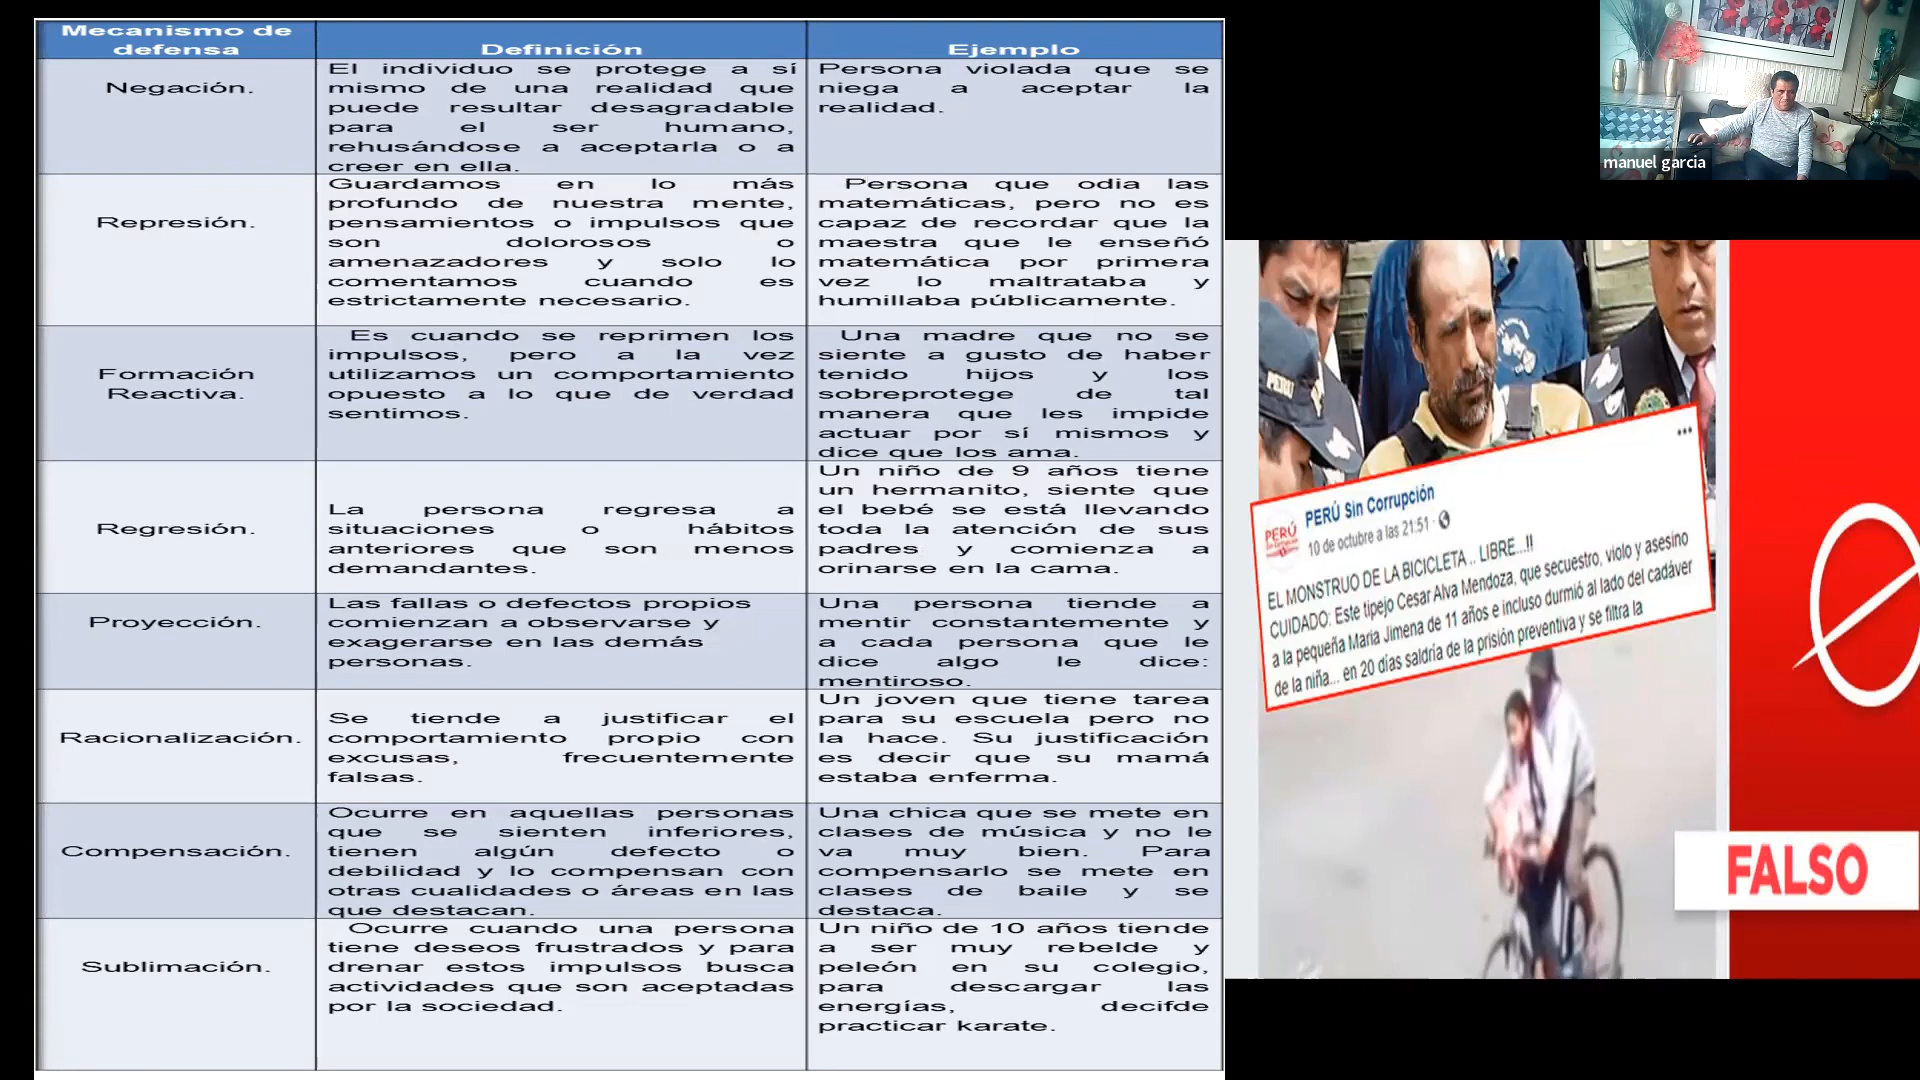 Mecanismo de
defensa
Definición
Ejemplo
Negación.
El individuo se protege a sí
mismo de una realidad que
puede resultar desagradable
para el ser humano,
rehusándose a aceptarla o a
creer en ella.
Persona violada que se
niega a aceptar la
realidad.
Represión.
Guardamos en lo más
profundo de nuestra mente,
pensamientos o impulsos que
son dolorosos o
amenazadores y solo lo
comentamos cuando es
estrictamente necesario.
Persona que odia las
matemáticas, pero no es
capaz de recordar que la
maestra que le enseñó
matemática por primera
vez lo maltrataba y
humillaba públicamente.
Formación
Reactiva.
Es cuando se reprimen los
impulsos, pero a la vez
utilizamos un comportamiento
opuesto a lo que de verdad
sentimos.
Una madre que no se
siente a gusto de haber
tenido hijos y los
sobreprotege de tal
manera que les impide
actuar por sí mismos y
dice que los ama.
Regresión.
La persona regresa a
situaciones o hábitos
anteriores que son menos
demandantes.
Un niño de 9 años tiene
un hermanito, siente que
el bebé se está llevando
toda la atención de sus
padres y comienza a
orinarse en la cama.
Proyección.
Las fallas o defectos propios
comienzan a observarse y
exagerarse en las demás
personas.
Una persona tiende a
mentir constantemente y
a cada persona que le
dice algo le dice:
mentiroso.
Racionalización.
Se tiende a justificar el
comportamiento propio con
excusas, frecuentemente
falsas.
Un joven que tiene tarea
para su escuela pero no
la hace. Su justificación
es decir que su mamá
estaba enferma.
Compensación.
Ocurre en aquellas personas
que se sienten inferiores,
tienen algún defecto o
debilidad y lo compensan con
otras cualidades o áreas en las
que destacan.
Una chica que se mete en
clases de música y no le
va muy bien. Para
compensarlo se mete en
clases de baile y se
destaca.
Sublimación.
Ocurre cuando una persona
tiene deseos frustrados y para
drenar estos impulsos busca
actividades que son aceptadas
por la sociedad.
Un niño de 10 años tiende
a ser muy rebelde y
peleón en su colegio,
para descargar las
energías, decifde
practicar karate.
manuel garcia
PERÚ
PERÚ
Sin Corrupción
PERÚ Sin Corrupción
10 de octubre a las 21:51 ·
EL MONSTRUO DE LA BICICLETA .. LIBRE...!!
CUIDADO: Este tipejo Cesar Alva Mendoza, que secuestro, violo y asesino
a la pequeña Maria Jimena de 11 años e incluso durmió al lado del cadáver
de la niña... en 20 días saldría de la prisión preventiva y se filtra la
FALSO